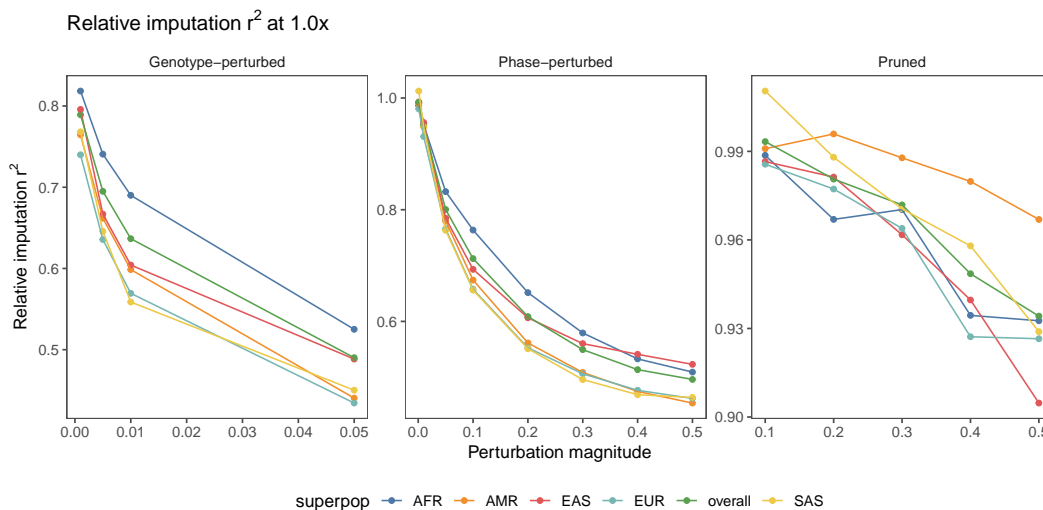 Relative imputation r² at 1.0x
Genotype−perturbed Phase−perturbed Pruned
Relative imputation r²
0.8
0.7
0.6
0.5
1.0
0.8
0.6
0.99
0.96
0.93
0.90
0.00 0.01 0.02 0.03 0.04 0.05
0.0 0.1 0.2 0.3 0.4 0.5
0.1 0.2 0.3 0.4 0.5
Perturbation magnitude
superpop AFR AMR EAS EUR overall SAS